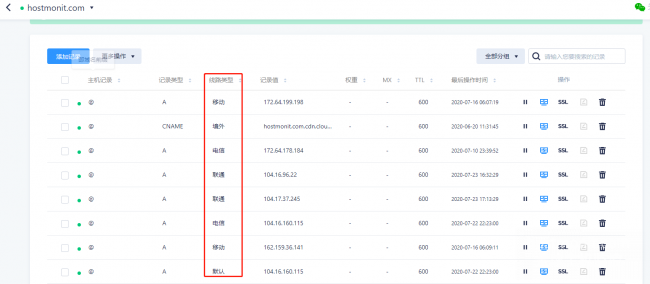 hostmonit.com
添加记录 更多操作 全部分组 请输入您要搜索的记录
主机记录 记录类型 线路类型 记录值 权重 MX TTL 最后操作时间 操作
@ A 移动 172.64.199.198 - - 600 2020-07-16 06:07:19 SSL
@ CNAME 境外 hostmonit.com.cdn.clou... - - 600 2020-06-20 11:31:45 SSL
@ A 电信 172.64.178.184 - - 600 2020-07-10 23:39:52 SSL
@ A 联通 104.16.96.22 - - 600 2020-07-23 16:32:29 SSL
@ A 联通 104.17.37.245 - - 600 2020-07-23 17:13:29 SSL
@ A 电信 104.16.160.115 - - 600 2020-07-22 22:23:00 SSL
@ A 移动 162.159.36.141 - - 600 2020-07-16 06:09:11 SSL
@ A 默认 104.16.160.115 - - 600 2020-07-22 22:23:00 SSL